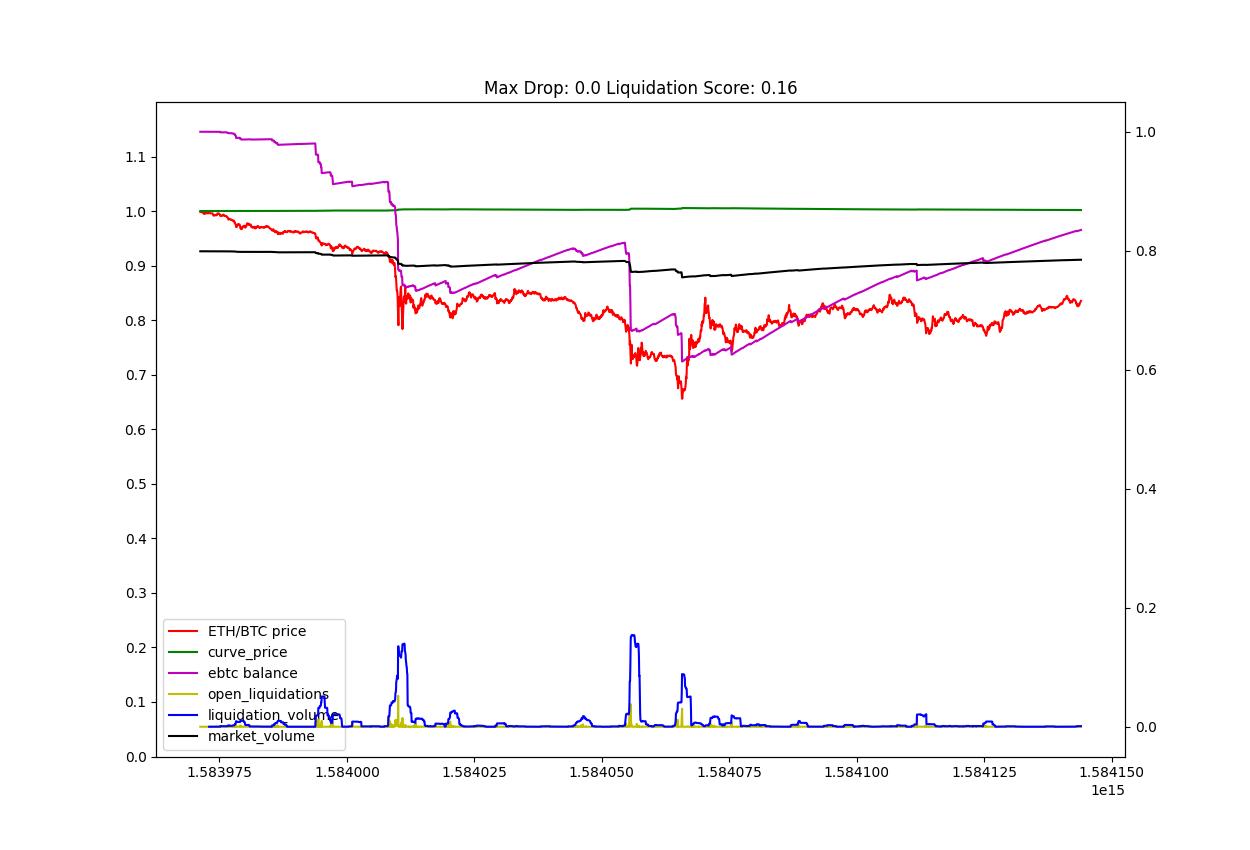 Max Drop: 0.0 Liquidation Score: 0.16
1.1
1.0
0.9
0.8
0.7
0.6
0.5
0.4
0.3
0.2
0.1
0.0
1.0
0.8
0.6
0.4
0.2
0.0
ETH/BTC price
curve_price
ebtc balance
open_liquidations
liquidation_volume
market_volume
1.583975 1.584000 1.584025 1.584050 1.584075 1.584100 1.584125 1.584150
1e15